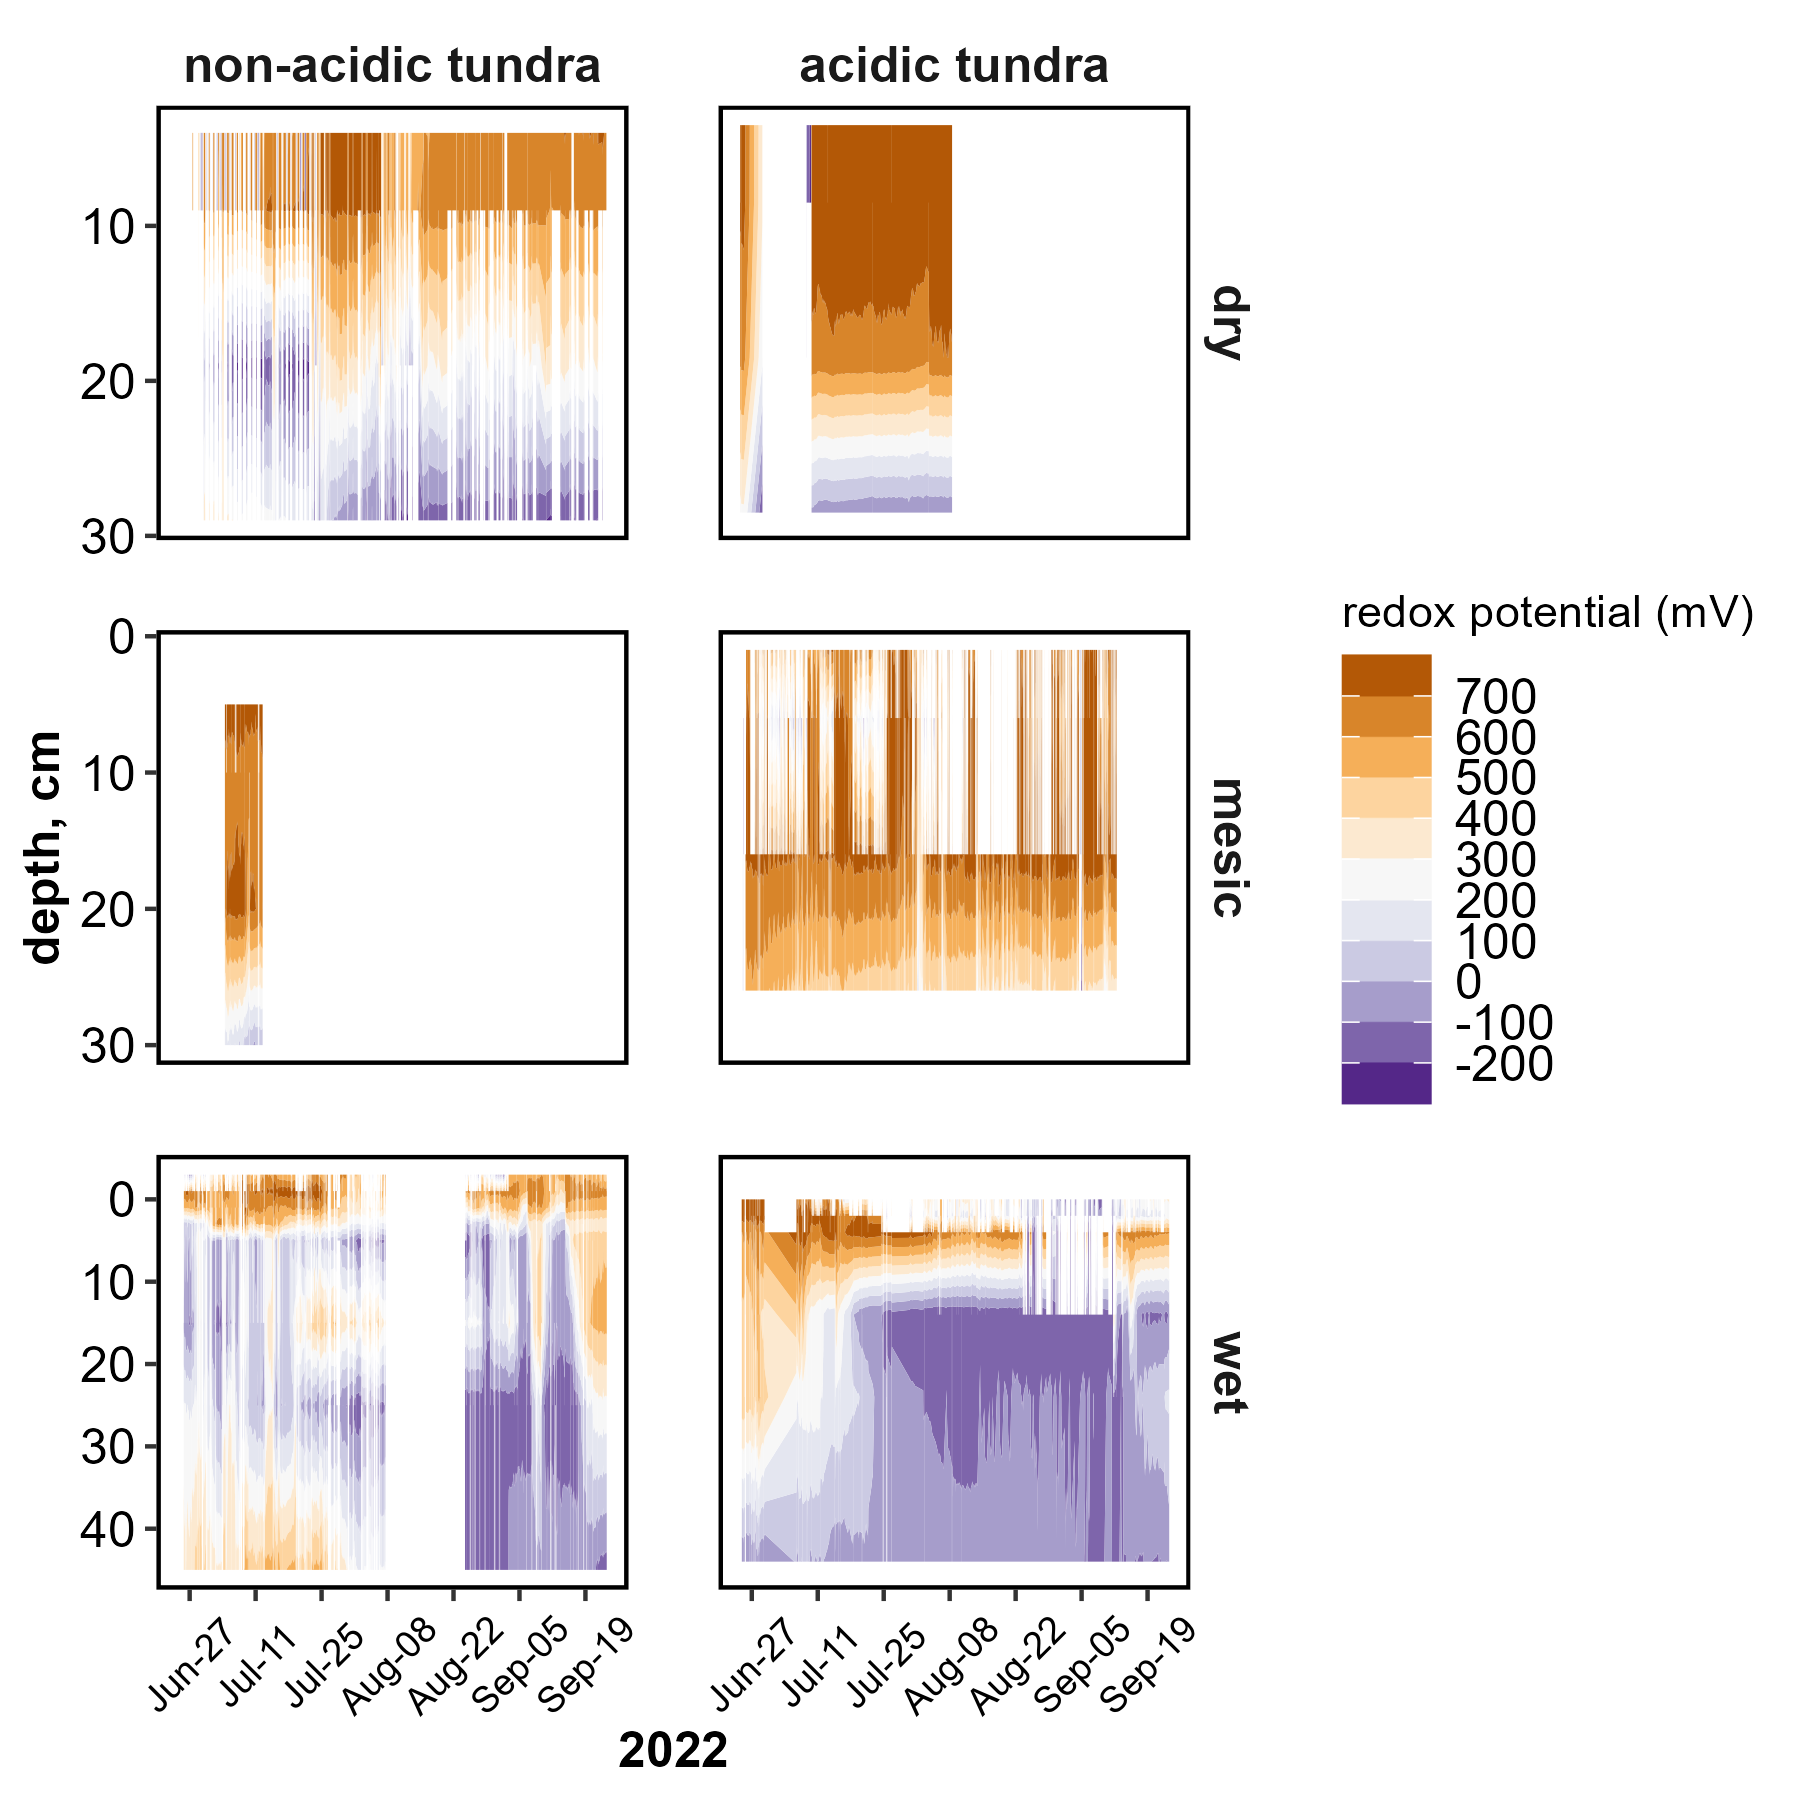 non-acidic tundra
acidic tundra
10
20
30
dry
0
10
20
30
mesic
depth, cm
0
10
20
30
40
wet
Jun-27
Jul-11
Jul-25
Aug-08
Aug-22
Sep-05
Sep-19
Jun-27
Jul-11
Jul-25
Aug-08
Aug-22
Sep-05
Sep-19
2022
redox potential (mV)
700
600
500
400
300
200
100
0
-100
-200